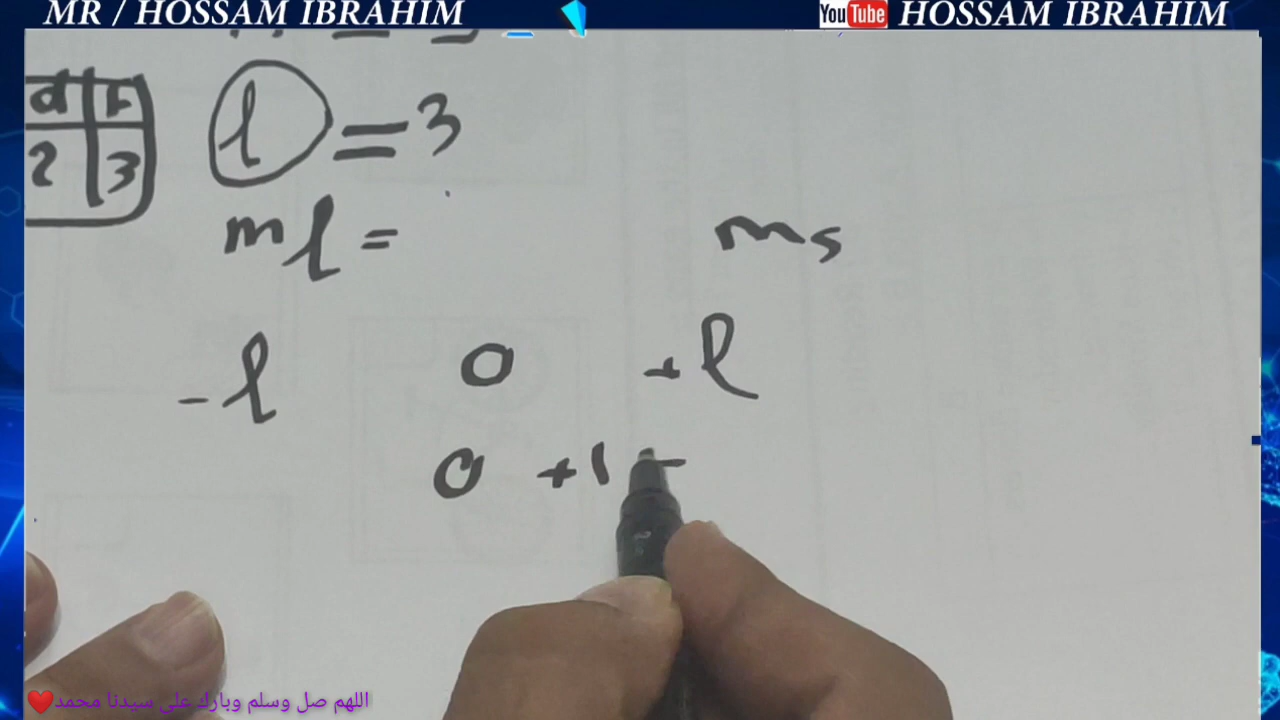 MR / HOSSAM IBRAHIM
YouTube HOSSAM IBRAHIM
d f
2 3
l = 3
ml =
ms
-l 0 +l
0 +1
اللهم صل وسلم وبارك على سيدنا محمد